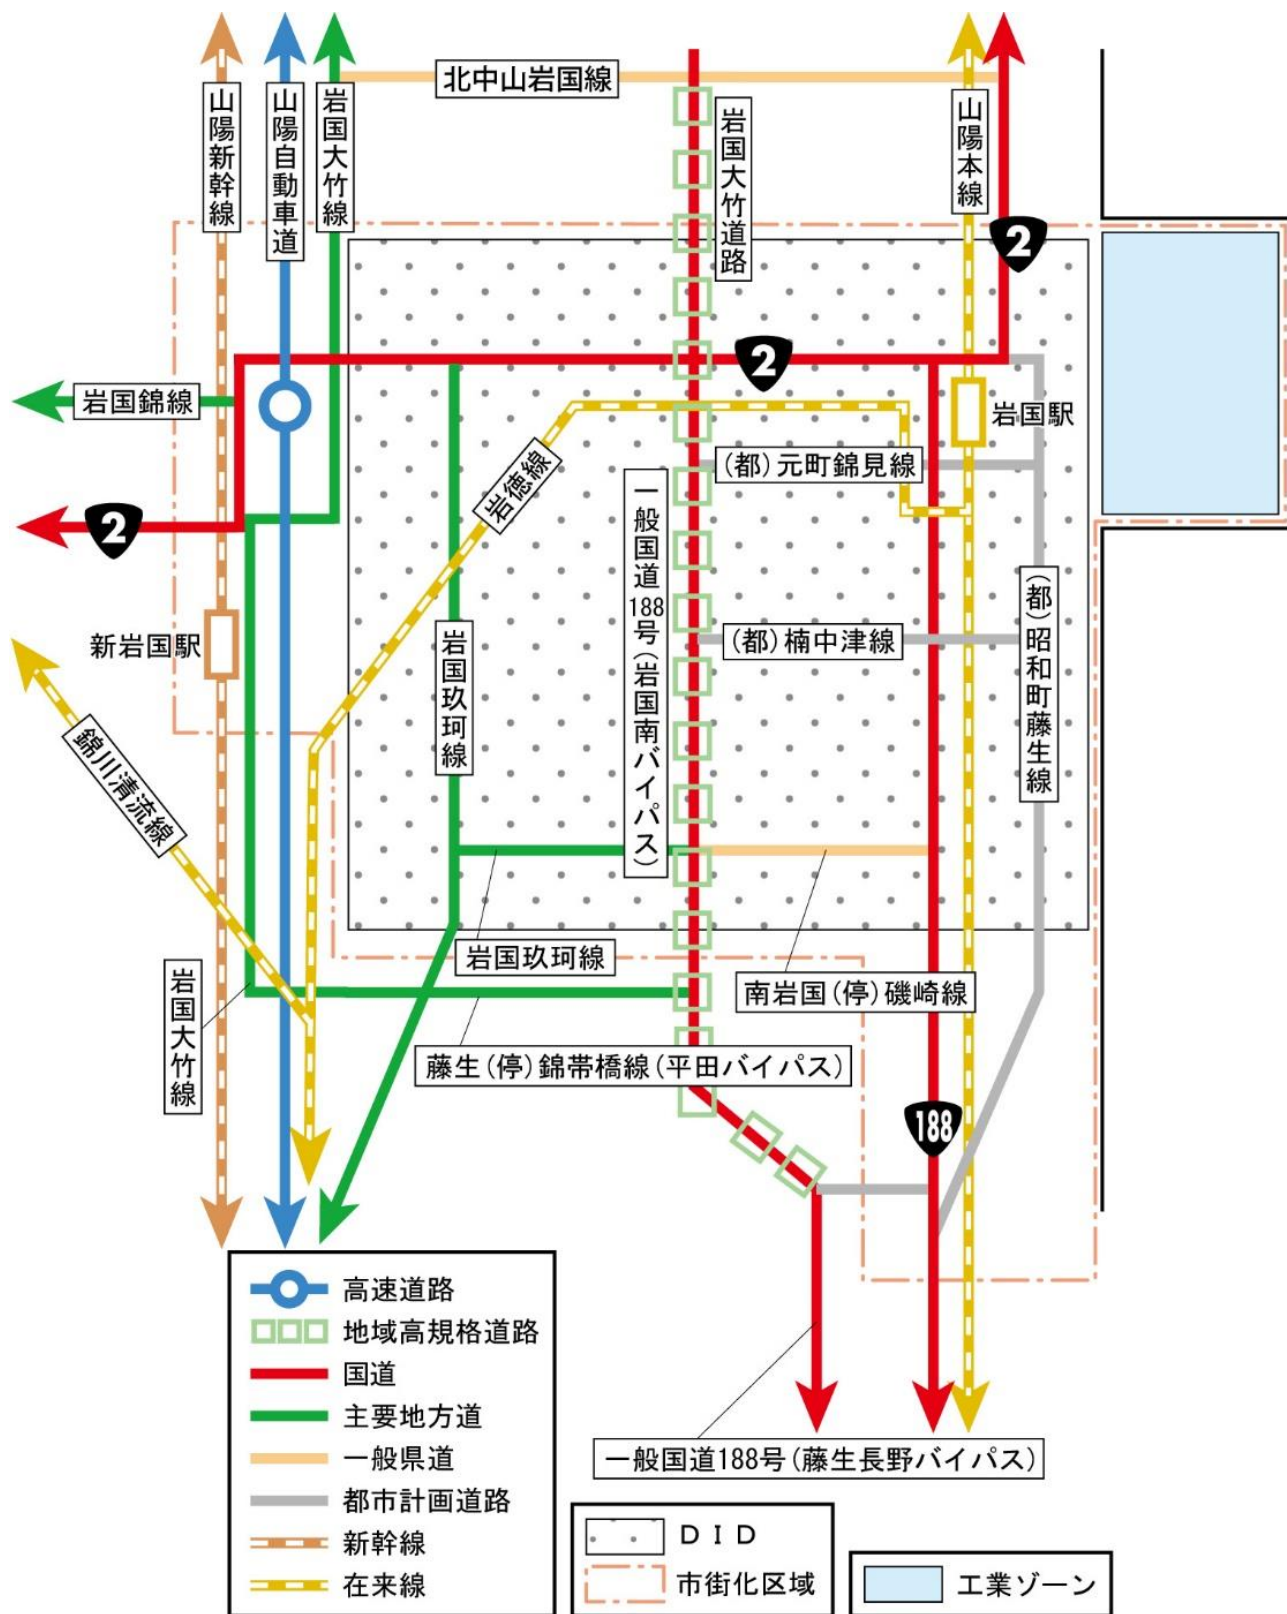 北中山岩国線
山陽新幹線
山陽自動車道
岩国大竹線
岩国大竹道路
山陽本線
2
2
岩国錦線
岩国駅
岩徳線
(都)元町錦見線
2
一般国道188号(岩国南バイパス)
(都)昭和町藤生線
新岩国駅
岩国玖珂線
(都)楠中津線
錦川清流線
岩国玖珂線
南岩国(停)磯崎線
岩国大竹線
藤生(停)錦帯橋線(平田バイパス)
188
一般国道188号(藤生長野バイパス)
高速道路
地域高規格道路
国道
主要地方道
一般県道
都市計画道路
新幹線
在来線
ＤＩＤ
市街化区域
工業ゾーン